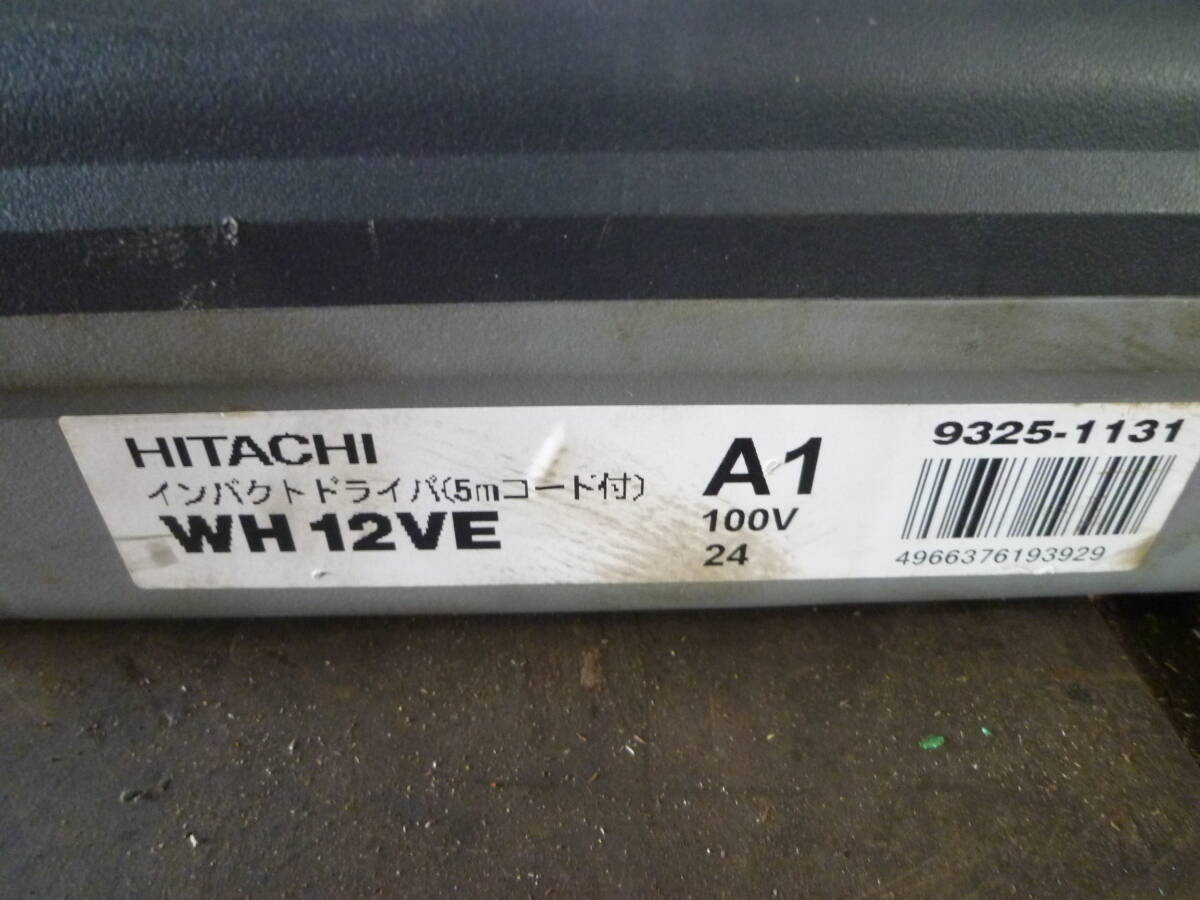 HITACHI
インパクトドライバ(5mコード付)
WH 12VE
A1
100V
24
9325-1131
4966376193929